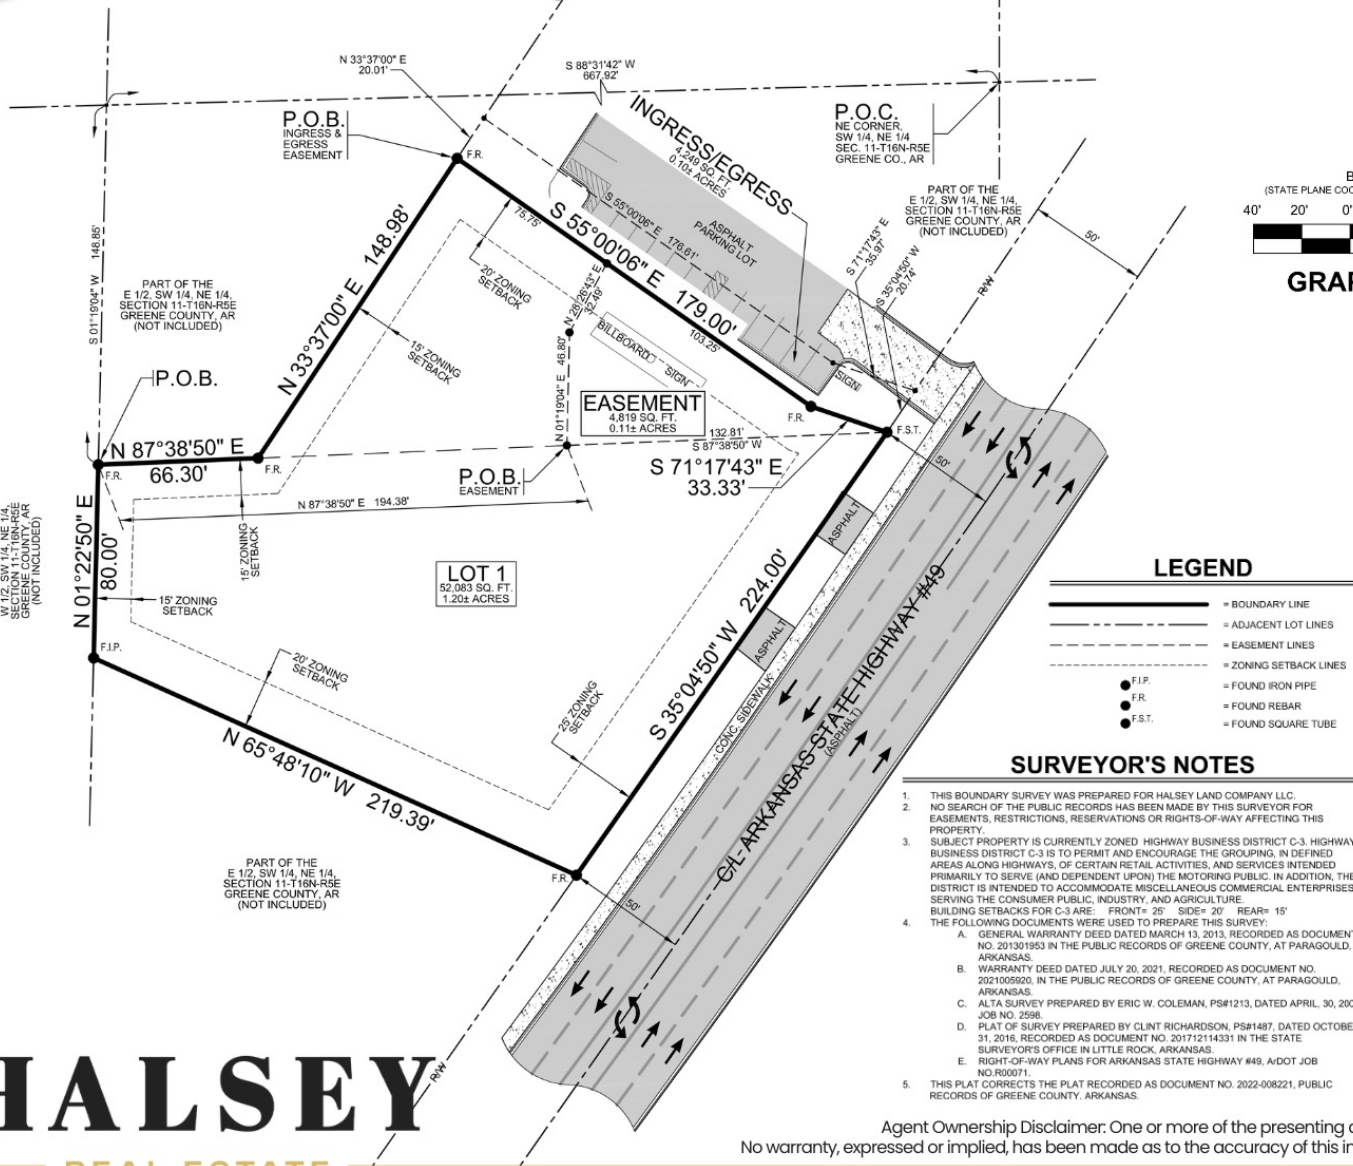 N 33°37'00" E
20.01'
S 88°31'42" W
667.92'
P.O.B.
INGRESS &
EGRESS
EASEMENT
F.R.
INGRESS/EGRESS
4,249 SQ. FT.
0.10± ACRES
P.O.C.
NE CORNER,
SW 1/4, NE 1/4
SEC. 11-T16N-R5E
GREENE CO., AR
PART OF THE
E 1/2, SW 1/4, NE 1/4,
SECTION 11-T16N-R5E
GREENE COUNTY, AR
(NOT INCLUDED)
B
(STATE PLANE COO
40' 20' 0'
GRAP
50'
R/W
S 01°19'04" W 148.85'
PART OF THE
E 1/2, SW 1/4, NE 1/4,
SECTION 11-T16N-R5E
GREENE COUNTY, AR
(NOT INCLUDED)
N 33°37'00" E 148.98'
75.75'
S 55°00'06" E 179.00'
103.25'
S 55°00'06" E 176.61'
ASPHALT
PARKING LOT
S 71°17'43" E
35.97'
S 35°04'50" W
20.74'
20' ZONING
SETBACK
15' ZONING
SETBACK
N 28°26'43" E
32.49'
BILLBOARD
SIGN
SIGN
N 01°19'04" E 46.80'
EASEMENT
4,819 SQ. FT.
0.11± ACRES
F.R.
F.S.T.
132.81'
S 87°38'50" W
S 71°17'43" E
33.33'
50'
P.O.B.
N 87°38'50" E
66.30'
F.R.
F.R.
P.O.B.
EASEMENT
N 87°38'50" E 194.38'
W 1/2, SW 1/4, NE 1/4,
SECTION 11-T16N-R5E
GREENE COUNTY, AR
(NOT INCLUDED)
N 01°22'50" E
80.00'
15' ZONING
SETBACK
15' ZONING
SETBACK
LOT 1
52,083 SQ. FT.
1.20± ACRES
ASPHALT
ASPHALT
S 35°04'50" W 224.00'
C/L-ARKANSAS STATE HIGHWAY #49
(ASPHALT)
CONC. SIDEWALK
F.I.P.
20' ZONING
SETBACK
25' ZONING
SETBACK
N 65°48'10" W 219.39'
F.R.
50'
R/W
PART OF THE
E 1/2, SW 1/4, NE 1/4,
SECTION 11-T16N-R5E
GREENE COUNTY, AR
(NOT INCLUDED)
LEGEND
= BOUNDARY LINE
= ADJACENT LOT LINES
= EASEMENT LINES
= ZONING SETBACK LINES
F.I.P. = FOUND IRON PIPE
F.R. = FOUND REBAR
F.S.T. = FOUND SQUARE TUBE
SURVEYOR'S NOTES
1. THIS BOUNDARY SURVEY WAS PREPARED FOR HALSEY LAND COMPANY LLC.
2. NO SEARCH OF THE PUBLIC RECORDS HAS BEEN MADE BY THIS SURVEYOR FOR
EASEMENTS, RESTRICTIONS, RESERVATIONS OR RIGHTS-OF-WAY AFFECTING THIS
PROPERTY.
3. SUBJECT PROPERTY IS CURRENTLY ZONED HIGHWAY BUSINESS DISTRICT C-3. HIGHWAY
BUSINESS DISTRICT C-3 IS TO PERMIT AND ENCOURAGE THE GROUPING, IN DEFINED
AREAS ALONG HIGHWAYS, OF CERTAIN RETAIL ACTIVITIES, AND SERVICES INTENDED
PRIMARILY TO SERVE (AND DEPENDENT UPON) THE MOTORING PUBLIC. IN ADDITION, THE
DISTRICT IS INTENDED TO ACCOMMODATE MISCELLANEOUS COMMERCIAL ENTERPRISES
SERVING THE CONSUMER PUBLIC, INDUSTRY, AND AGRICULTURE.
BUILDING SETBACKS FOR C-3 ARE: FRONT= 25' SIDE= 20' REAR= 15'
4. THE FOLLOWING DOCUMENTS WERE USED TO PREPARE THIS SURVEY:
A. GENERAL WARRANTY DEED DATED MARCH 13, 2013, RECORDED AS DOCUMENT
NO. 201301953 IN THE PUBLIC RECORDS OF GREENE COUNTY, AT PARAGOULD,
ARKANSAS.
B. WARRANTY DEED DATED JULY 20, 2021, RECORDED AS DOCUMENT NO.
2021005920, IN THE PUBLIC RECORDS OF GREENE COUNTY, AT PARAGOULD,
ARKANSAS.
C. ALTA SURVEY PREPARED BY ERIC W. COLEMAN, PS#1213, DATED APRIL, 30, 200
JOB NO. 2598.
D. PLAT OF SURVEY PREPARED BY CLINT RICHARDSON, PS#1487, DATED OCTOBE
31, 2016, RECORDED AS DOCUMENT NO. 201712114331 IN THE STATE
SURVEYOR'S OFFICE IN LITTLE ROCK, ARKANSAS.
E. RIGHT-OF-WAY PLANS FOR ARKANSAS STATE HIGHWAY #49, ArDOT JOB
NO.R00071.
5. THIS PLAT CORRECTS THE PLAT RECORDED AS DOCUMENT NO. 2022-008221, PUBLIC
RECORDS OF GREENE COUNTY. ARKANSAS.
HALSEY
REAL ESTATE
Agent Ownership Disclaimer: One or more of the presenting
No warranty, expressed or implied, has been made as to the accuracy of this in